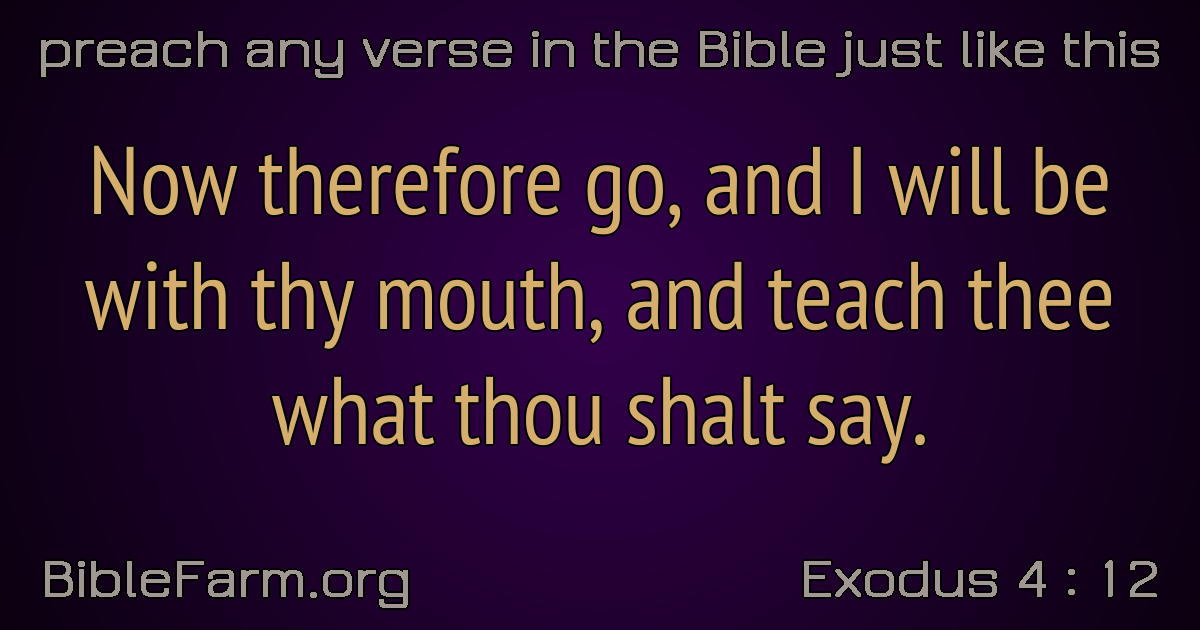 preach any verse in the Bible just like this
Now therefore go, and I will be
with thy mouth, and teach thee
what thou shalt say.
BibleFarm.org
Exodus 4 : 12